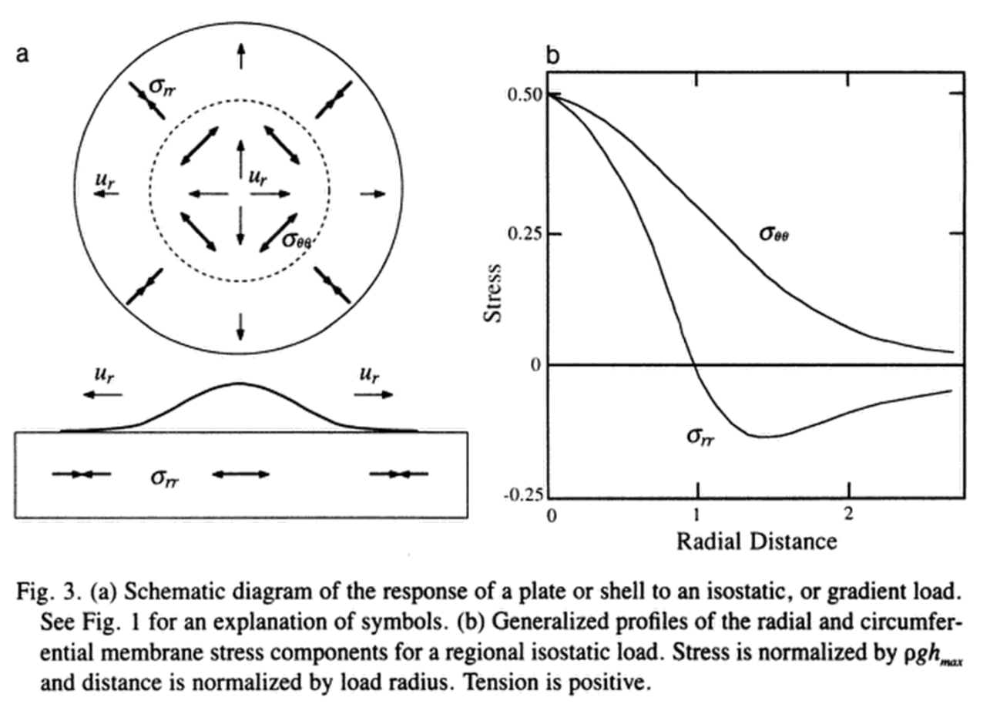 a
σrr
ur
ur
σθθ
ur
ur
σrr
b
0.50
0.25
0
-0.25
Stress
σθθ
σrr
0
1
2
Radial Distance
Fig. 3. (a) Schematic diagram of the response of a plate or shell to an isostatic, or gradient load.
See Fig. 1 for an explanation of symbols. (b) Generalized profiles of the radial and circumfer-
ential membrane stress components for a regional isostatic load. Stress is normalized by ρghmax
and distance is normalized by load radius. Tension is positive.